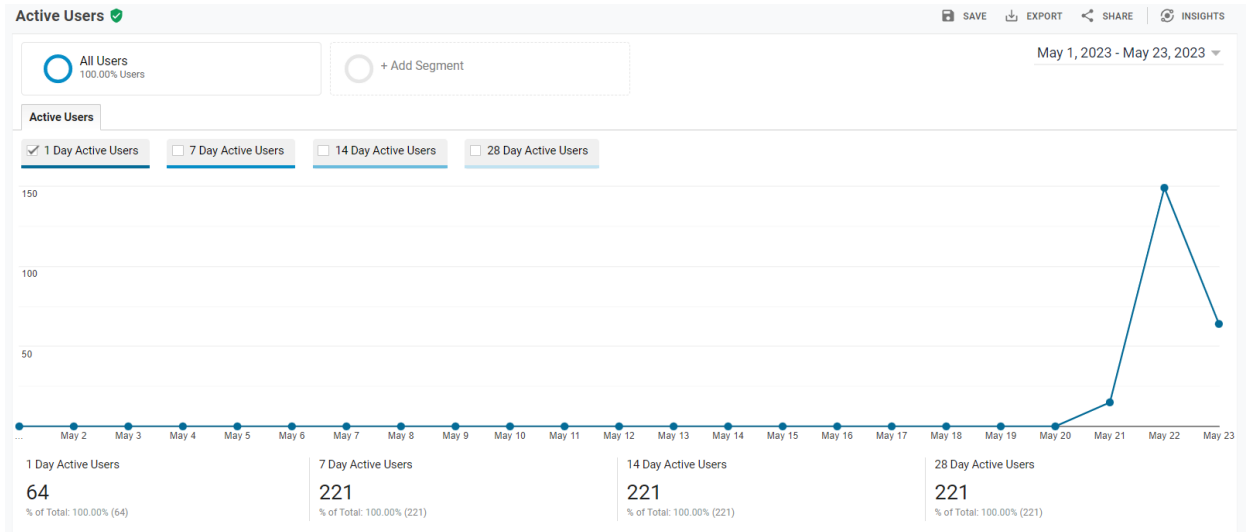 Active Users
SAVE EXPORT SHARE INSIGHTS
All Users
100.00% Users
+ Add Segment
May 1, 2023 - May 23, 2023
Active Users
1 Day Active Users 7 Day Active Users 14 Day Active Users 28 Day Active Users
150
100
50
... May 2 May 3 May 4 May 5 May 6 May 7 May 8 May 9 May 10 May 11 May 12 May 13 May 14 May 15 May 16 May 17 May 18 May 19 May 20 May 21 May 22 May 23
1 Day Active Users
64
% of Total: 100.00% (64)
7 Day Active Users
221
% of Total: 100.00% (221)
14 Day Active Users
221
% of Total: 100.00% (221)
28 Day Active Users
221
% of Total: 100.00% (221)